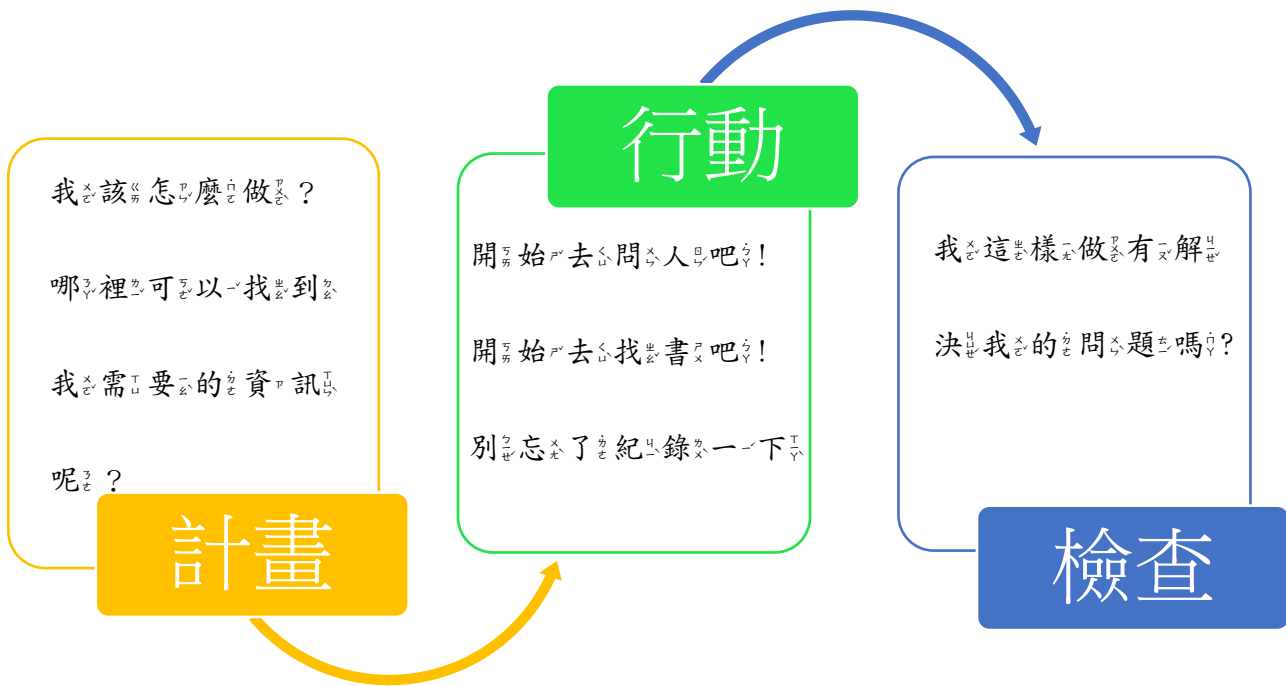 我該怎麼做？
哪裡可以找到
我需要的資訊
呢？
計畫
行動
開始去問人吧！
開始去找書吧！
別忘了紀錄一下
我這樣做有解
決我的問題嗎?
檢查